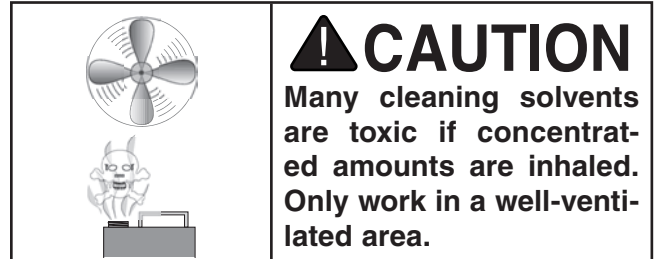 CAUTION
Many cleaning solvents
are toxic if concentrat-
ed amounts are inhaled.
Only work in a well-venti-
lated area.